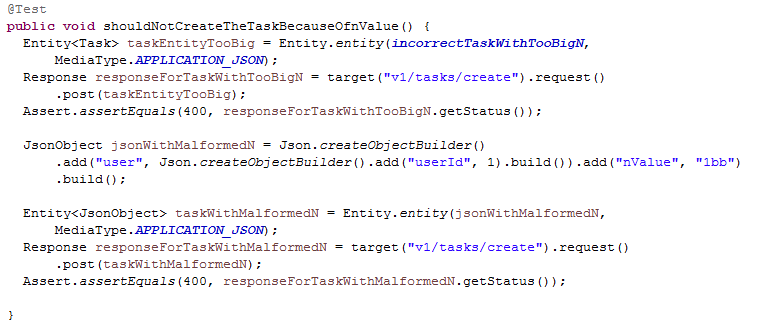 @Test
public void shouldNotCreateTheTaskBecauseOfnValue() {
  Entity<Task> taskEntityTooBig = Entity.entity(incorrectTaskWithTooBigN,
      MediaType.APPLICATION_JSON);
  Response responseForTaskWithTooBigN = target("v1/tasks/create").request()
      .post(taskEntityTooBig);
  Assert.assertEquals(400, responseForTaskWithTooBigN.getStatus());

  JsonObject jsonWithMalformedN = Json.createObjectBuilder()
      .add("user", Json.createObjectBuilder().add("userId", 1).build()).add("nValue", "1bb")
      .build();

  Entity<JsonObject> taskWithMalformedN = Entity.entity(jsonWithMalformedN,
      MediaType.APPLICATION_JSON);
  Response responseForTaskWithMalformedN = target("v1/tasks/create").request()
      .post(taskWithMalformedN);
  Assert.assertEquals(400, responseForTaskWithMalformedN.getStatus());

}